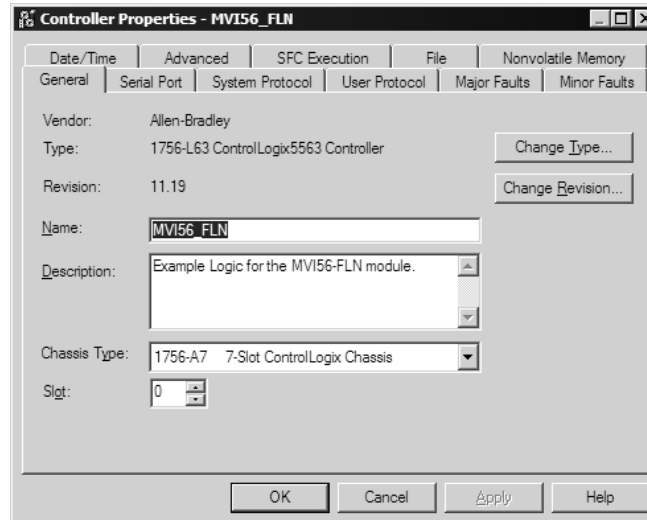 Controller Properties - MVI56_FLN
Date/Time Advanced SFC Execution File Nonvolatile Memory
General Serial Port System Protocol User Protocol Major Faults Minor Faults
Vendor: Allen-Bradley
Type: 1756-L63 ControlLogix5563 Controller
Change Type...
Revision: 11.19
Change Revision...
Name: MVI56_FLN
Description: Example Logic for the MVI56-FLN module.
Chassis Type: 1756-A7 7-Slot ControlLogix Chassis
Slot: 0
OK Cancel Apply Help